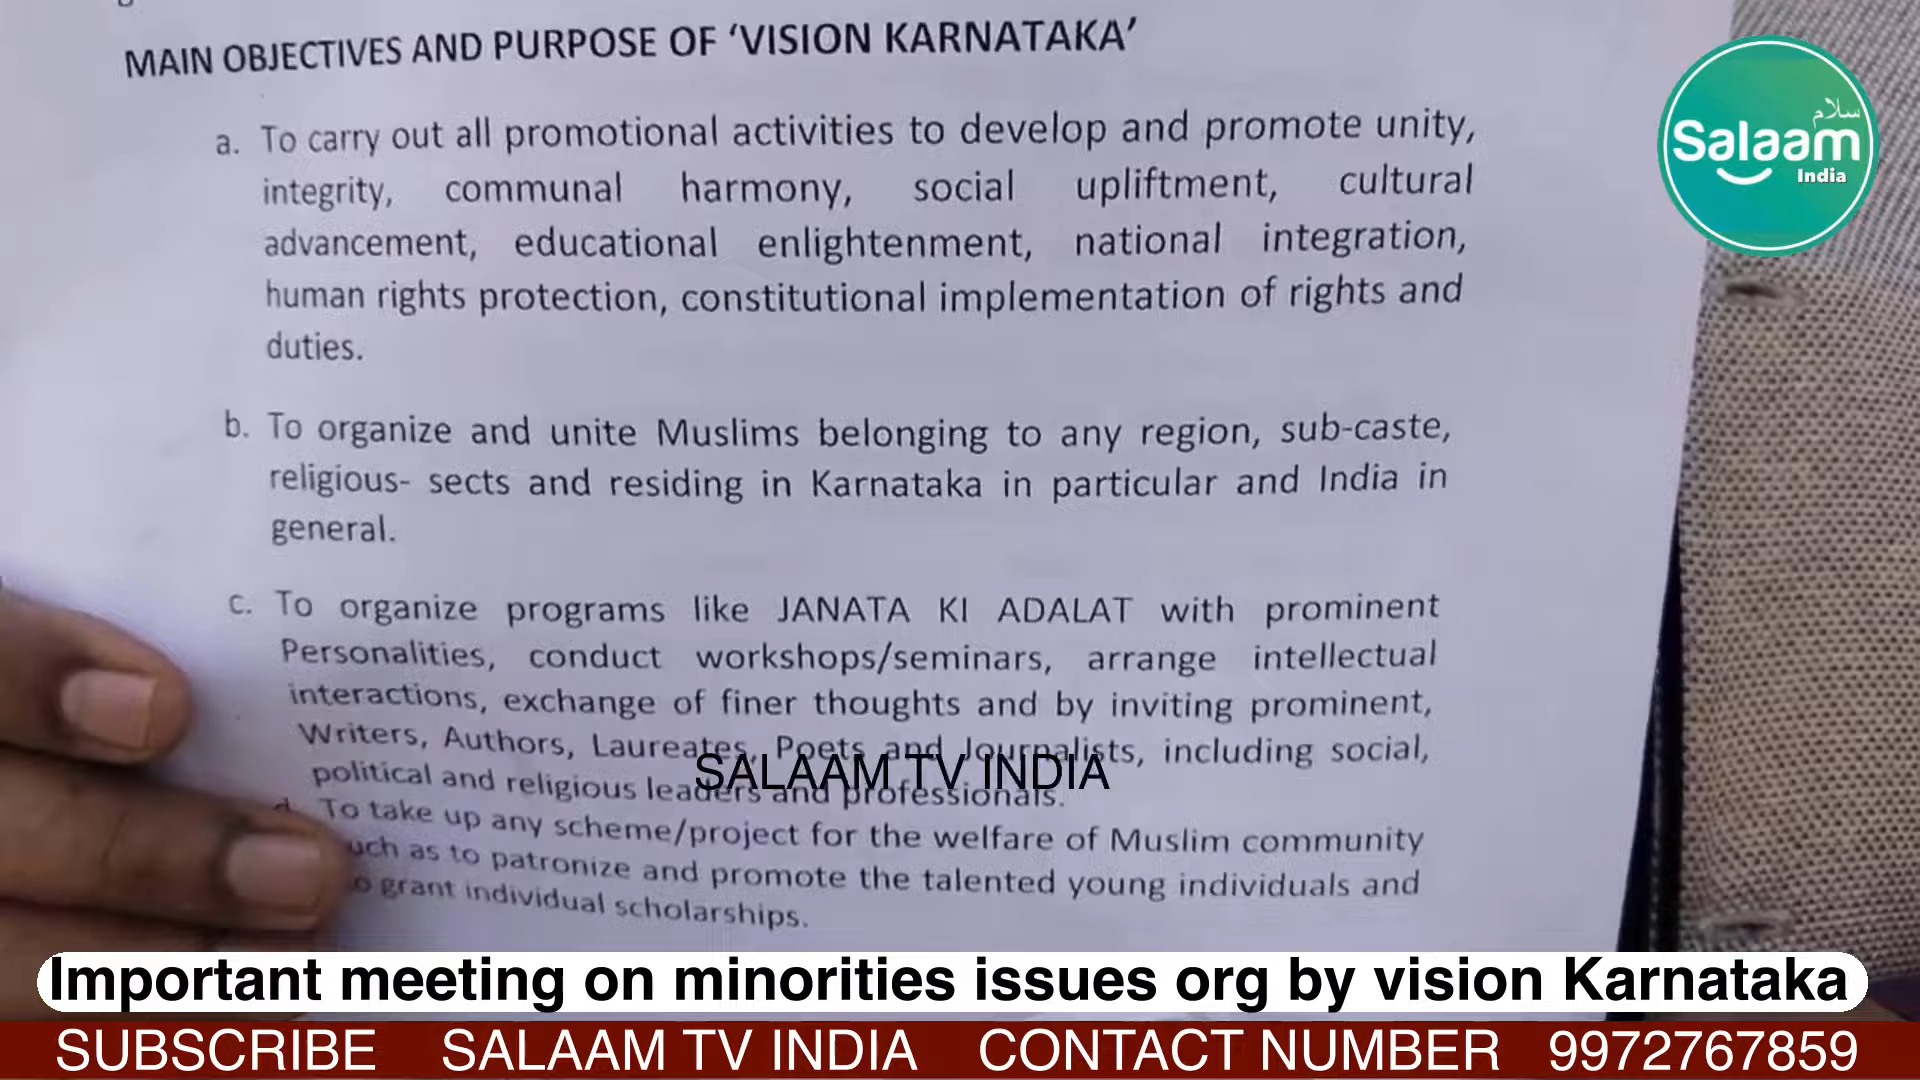 MAIN OBJECTIVES AND PURPOSE OF ‘VISION KARNATAKA’
a. To carry out all promotional activities to develop and promote unity,
integrity, communal harmony, social upliftment, cultural
advancement, educational enlightenment, national integration,
human rights protection, constitutional implementation of rights and
duties.
b. To organize and unite Muslims belonging to any region, sub-caste,
religious- sects and residing in Karnataka in particular and India in
general.
c. To organize programs like JANATA KI ADALAT with prominent
Personalities, conduct workshops/seminars, arrange intellectual
interactions, exchange of finer thoughts and by inviting prominent,
Writers, Authors, Laureates, Poets and Journalists, including social,
political and religious leaders and professionals.
To take up any scheme/project for the welfare of Muslim community
as to patronize and promote the talented young individuals and
grant individual scholarships.
سلام
Salaam
India
SALAAM TV INDIA
Important meeting on minorities issues org by vision Karnataka
SUBSCRIBE SALAAM TV INDIA CONTACT NUMBER 9972767859